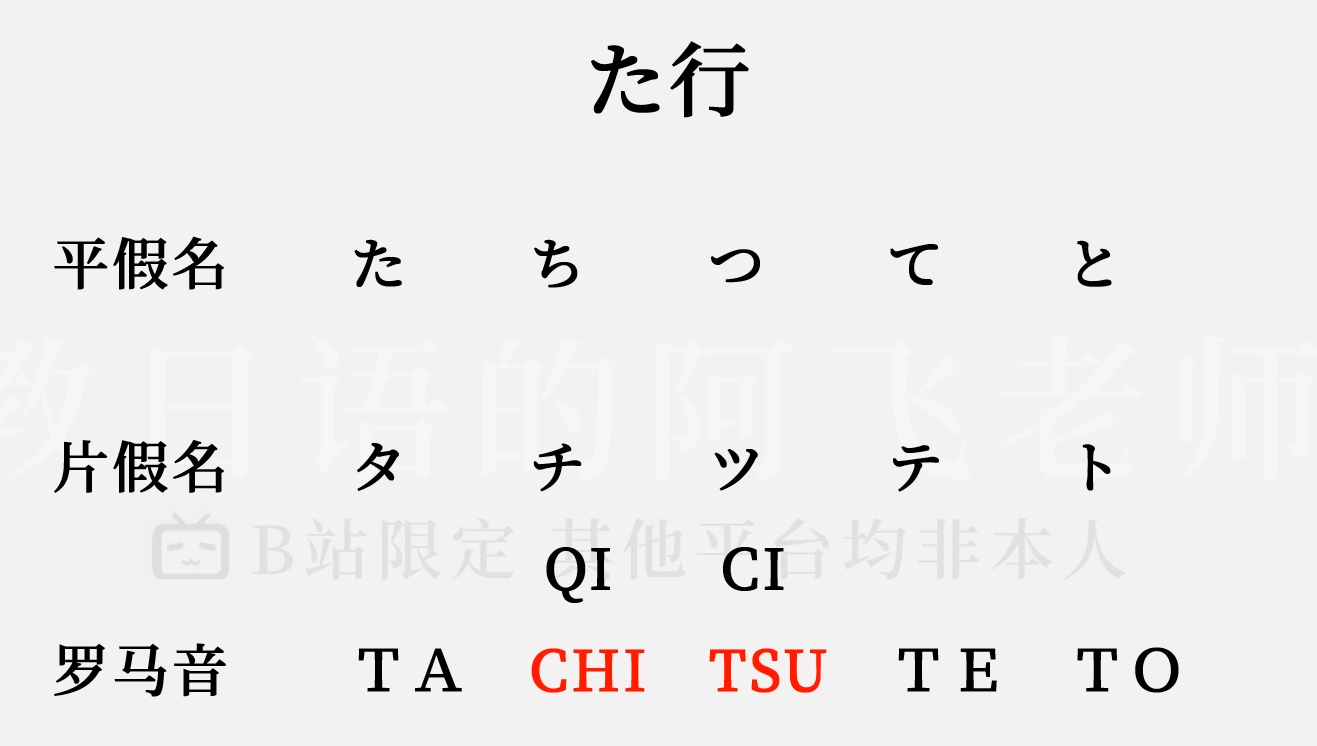 た行
平假名 た ち つ て と
教日语的阿飞老师
片假名 タ チ ツ テ ト
B站限定 其他平台均非本人
QI CI
罗马音 TA CHI TSU TE TO